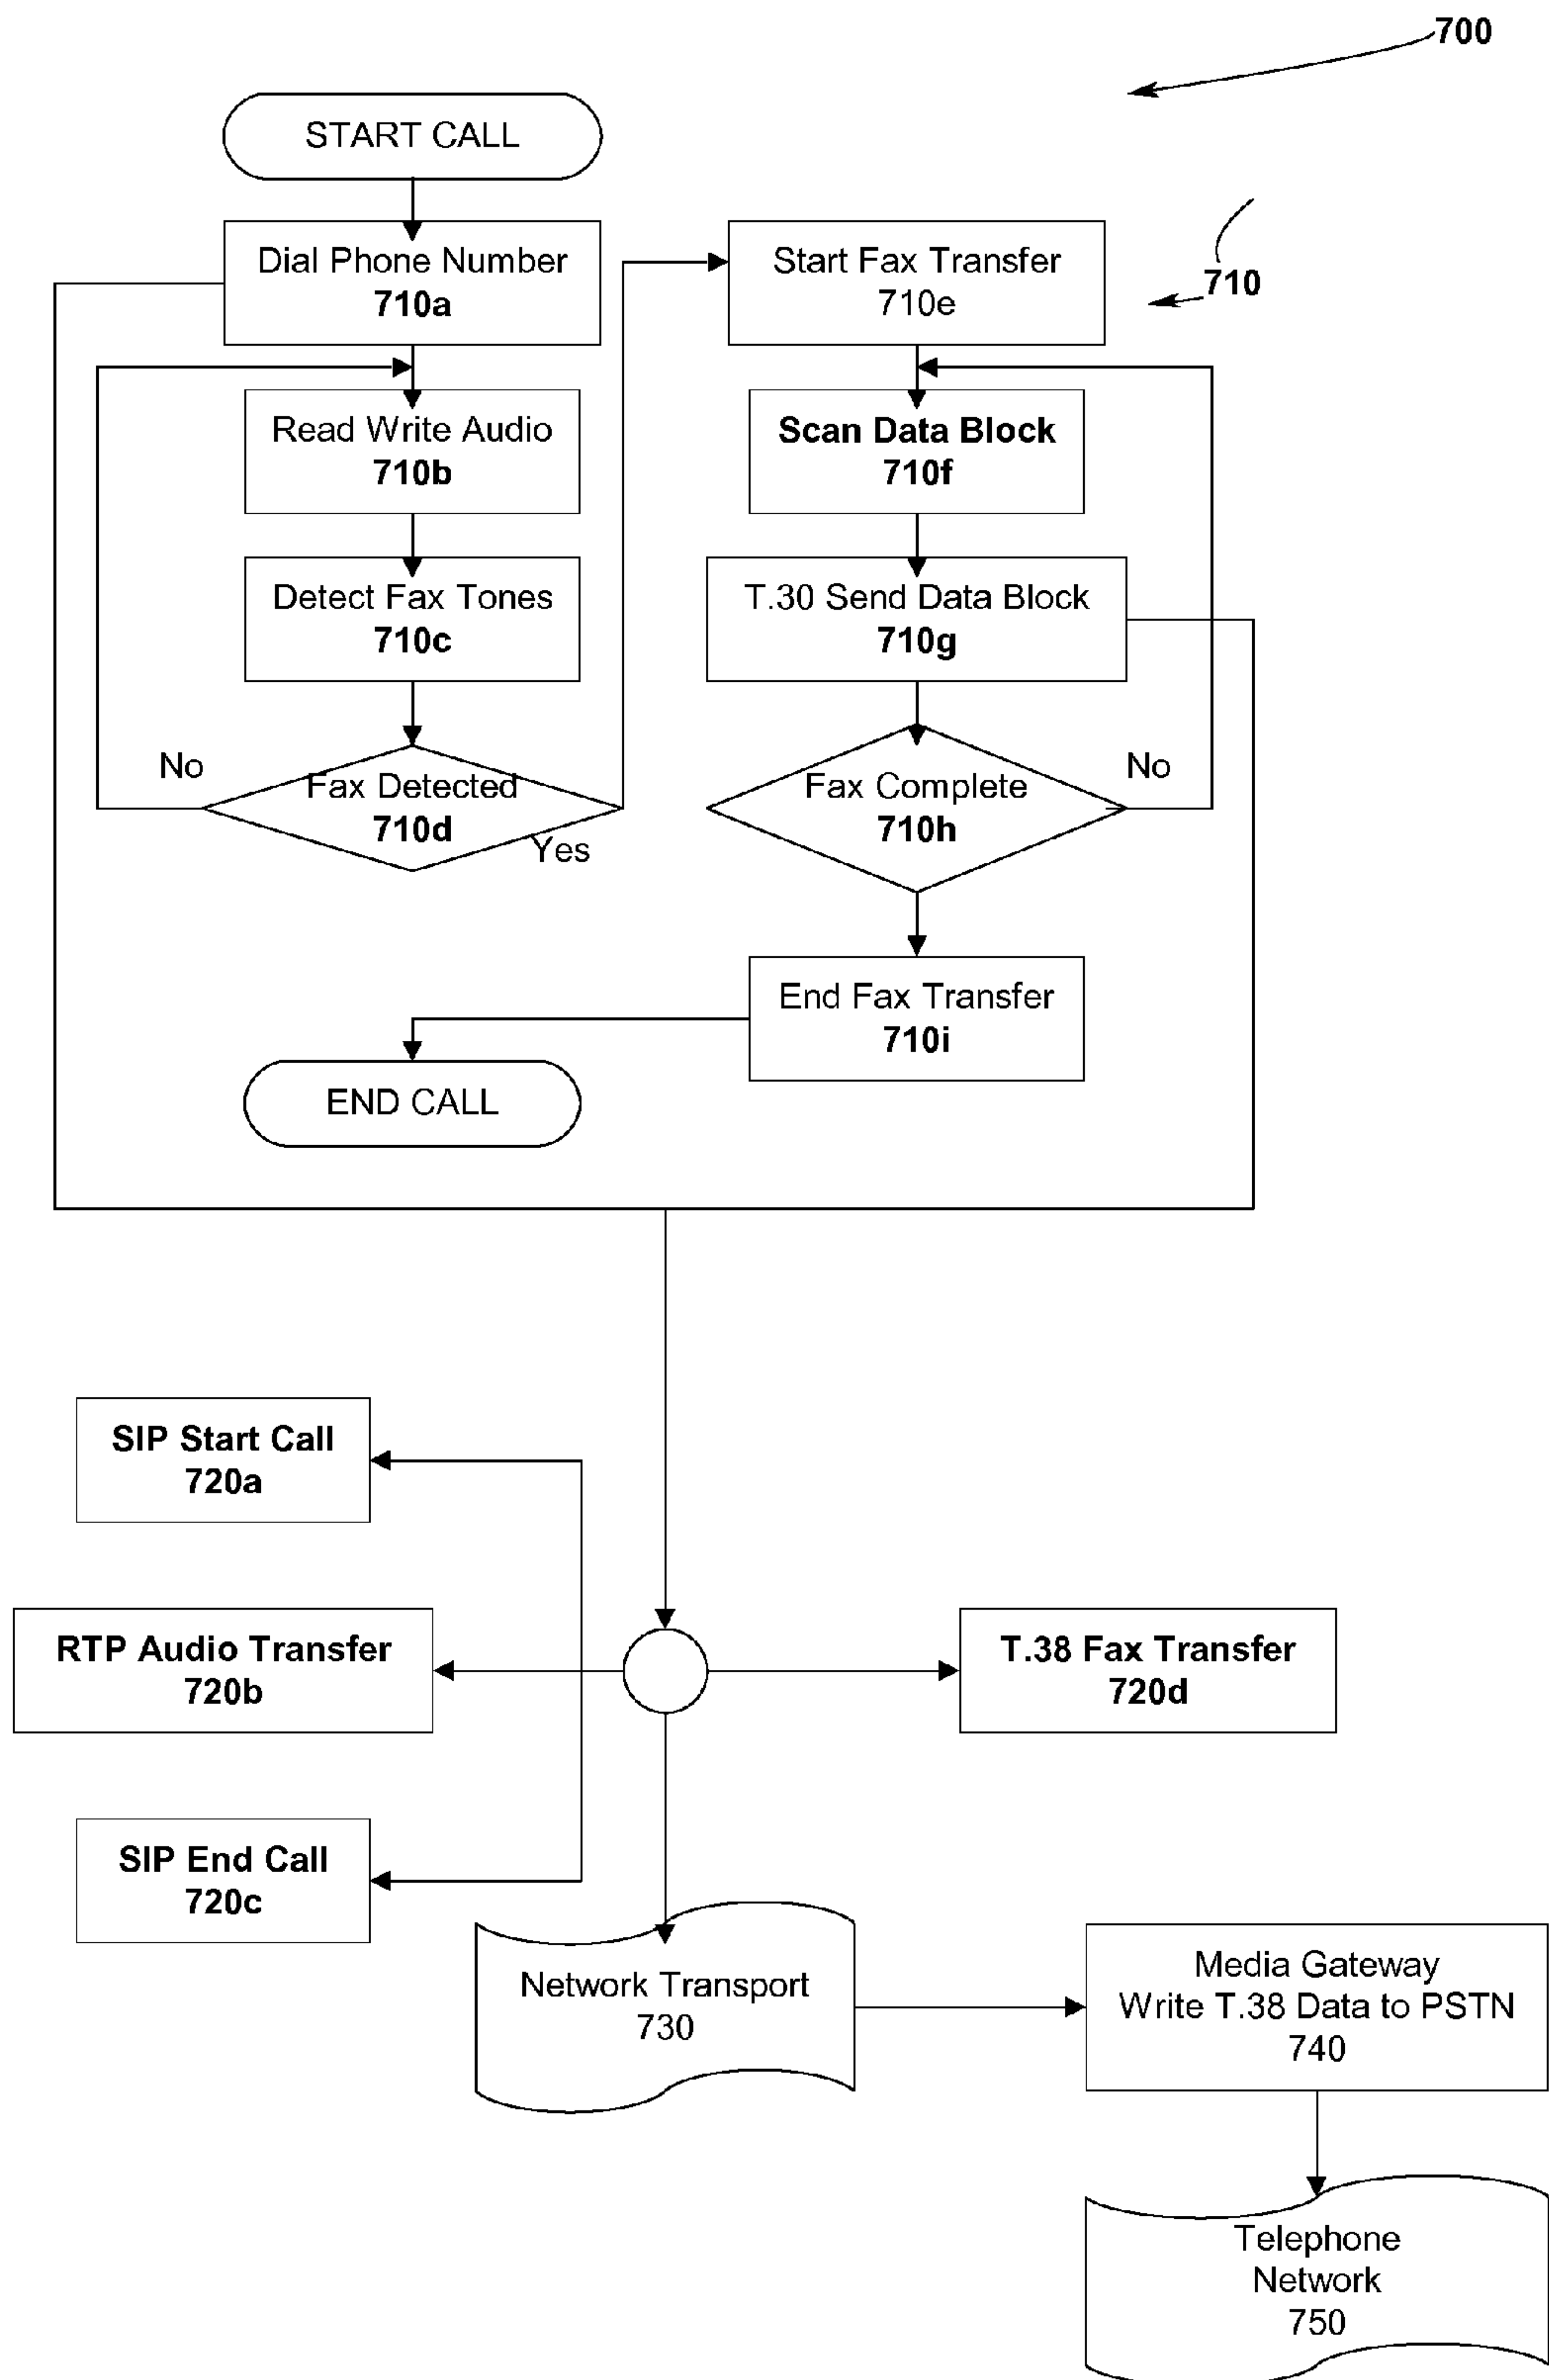 700
START CALL
Dial Phone Number
710a
Start Fax Transfer
710e
710
Read Write Audio
710b
Scan Data Block
710f
Detect Fax Tones
710c
T.30 Send Data Block
710g
No
Fax Detected
710d
Yes
Fax Complete
710h
No
End Fax Transfer
710i
END CALL
SIP Start Call
720a
RTP Audio Transfer
720b
T.38 Fax Transfer
720d
SIP End Call
720c
Network Transport
730
Media Gateway
Write T.38 Data to PSTN
740
Telephone
Network
750